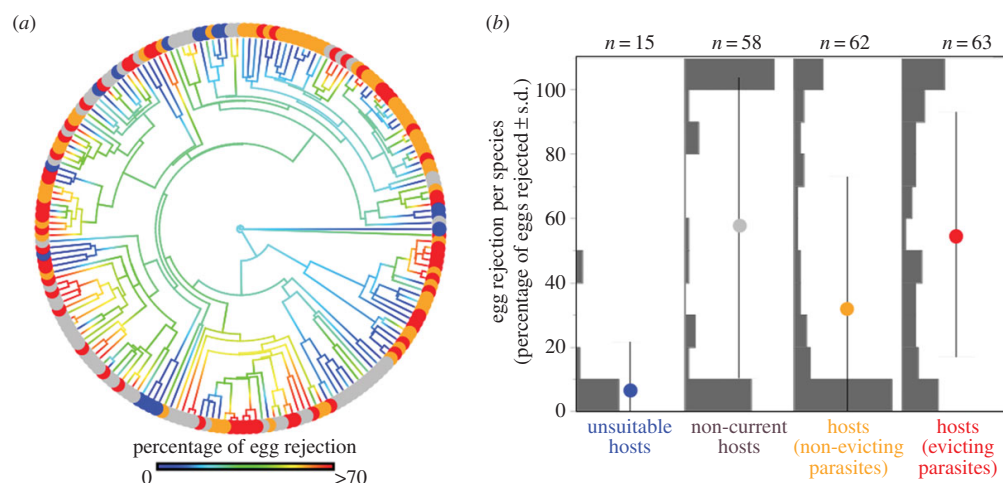 (a)
percentage of egg rejection
0
>70
(b)
n = 15
n = 58
n = 62
n = 63
egg rejection per species
(percentage of eggs rejected ± s.d.)
100
80
60
40
20
0
unsuitable
hosts
non-current
hosts
hosts
(non-evicting
parasites)
hosts
(evicting
parasites)